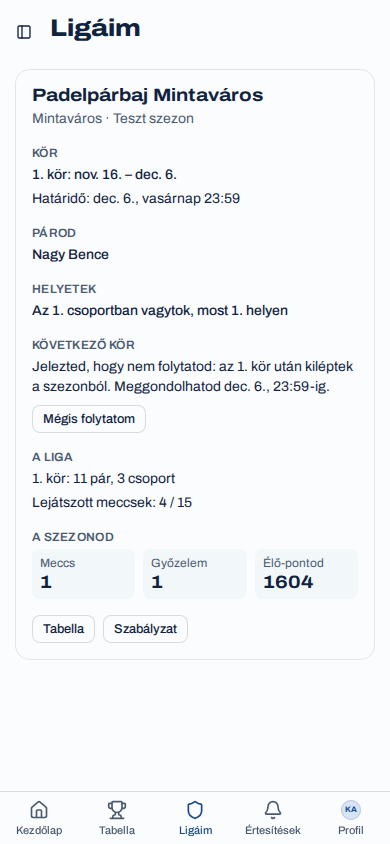 Ligáim
Padelpárbaj Mintaváros
Mintaváros · Teszt szezon
KÖR
1. kör: nov. 16. – dec. 6.
Határidő: dec. 6., vasárnap 23:59
PÁROD
Nagy Bence
HELYETEK
Az 1. csoportban vagytok, most 1. helyen
KÖVETKEZŐ KÖR
Jelezted, hogy nem folytatod: az 1. kör után kiléptek
a szezonból. Meggondolhatod dec. 6., 23:59-ig.
Mégis folytatom
A LIGA
1. kör: 11 pár, 3 csoport
Lejátszott meccsek: 4 / 15
A SZEZONOD
Meccs Győzelem Élő-pontod
1 1 1604
Tabella Szabályzat
KA
Kezdőlap Tabella Ligáim Értesítések Profil